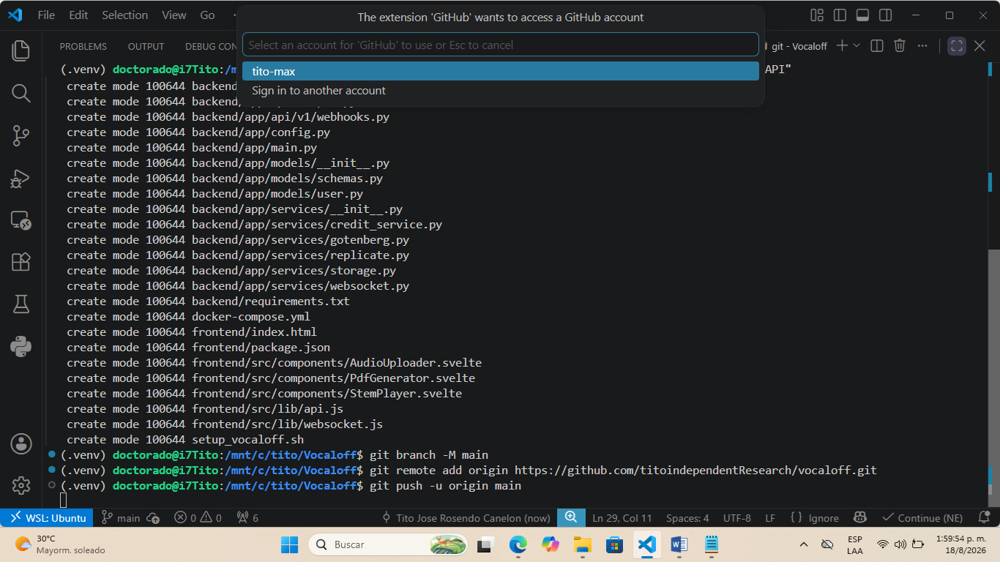 File Edit Selection View Go
The extension 'GitHub' wants to access a GitHub account
Select an account for 'GitHub' to use or Esc to cancel
tito-max
Sign in to another account
PROBLEMS OUTPUT DEBUG CON
git - Vocaloff
(.venv) doctorado@i7Tito:/m API"
create mode 100644 backend
create mode 100644 backend/
create mode 100644 backend/app/api/v1/webhooks.py
create mode 100644 backend/app/config.py
create mode 100644 backend/app/main.py
create mode 100644 backend/app/models/__init__.py
create mode 100644 backend/app/models/schemas.py
create mode 100644 backend/app/models/user.py
create mode 100644 backend/app/services/__init__.py
create mode 100644 backend/app/services/credit_service.py
create mode 100644 backend/app/services/gotenberg.py
create mode 100644 backend/app/services/replicate.py
create mode 100644 backend/app/services/storage.py
create mode 100644 backend/app/services/websocket.py
create mode 100644 backend/requirements.txt
create mode 100644 docker-compose.yml
create mode 100644 frontend/index.html
create mode 100644 frontend/package.json
create mode 100644 frontend/src/components/AudioUploader.svelte
create mode 100644 frontend/src/components/PdfGenerator.svelte
create mode 100644 frontend/src/components/StemPlayer.svelte
create mode 100644 frontend/src/lib/api.js
create mode 100644 frontend/src/lib/websocket.js
create mode 100644 setup_vocaloff.sh
(.venv) doctorado@i7Tito:/mnt/c/tito/Vocaloff$ git branch -M main
(.venv) doctorado@i7Tito:/mnt/c/tito/Vocaloff$ git remote add origin https://github.com/titoindependentResearch/vocaloff.git
(.venv) doctorado@i7Tito:/mnt/c/tito/Vocaloff$ git push -u origin main
WSL: Ubuntu main 0 0 6 Tito Jose Rosendo Canelon (now) Ln 29, Col 11 Spaces: 4 UTF-8 LF {} Ignore Continue (NE)
30°C
Mayorm. soleado
Buscar
ESP
LAA
1:59:54 p. m.
18/8/2026